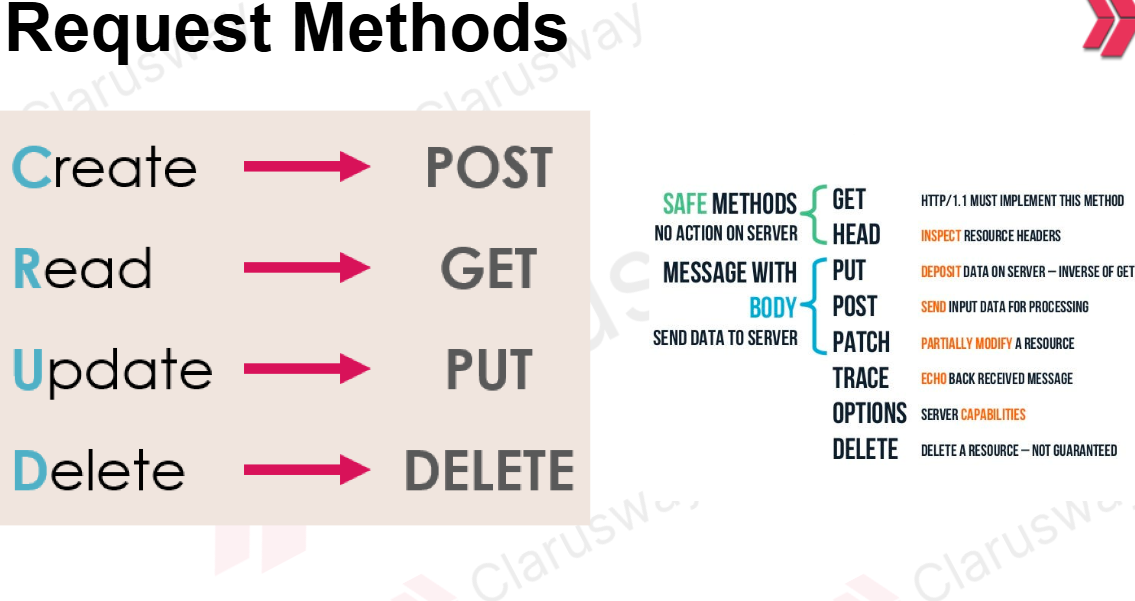 Request Methods
Create POST
Read GET
Update PUT
Delete DELETE
SAFE METHODS
NO ACTION ON SERVER
MESSAGE WITH
BODY
SEND DATA TO SERVER
GET HTTP/1.1 MUST IMPLEMENT THIS METHOD
HEAD INSPECT RESOURCE HEADERS
PUT DEPOSIT DATA ON SERVER – INVERSE OF GET
POST SEND INPUT DATA FOR PROCESSING
PATCH PARTIALLY MODIFY A RESOURCE
TRACE ECHO BACK RECEIVED MESSAGE
OPTIONS SERVER CAPABILITIES
DELETE DELETE A RESOURCE – NOT GUARANTEED
Clarusway
Clarusway
Clarusway
Clarusway